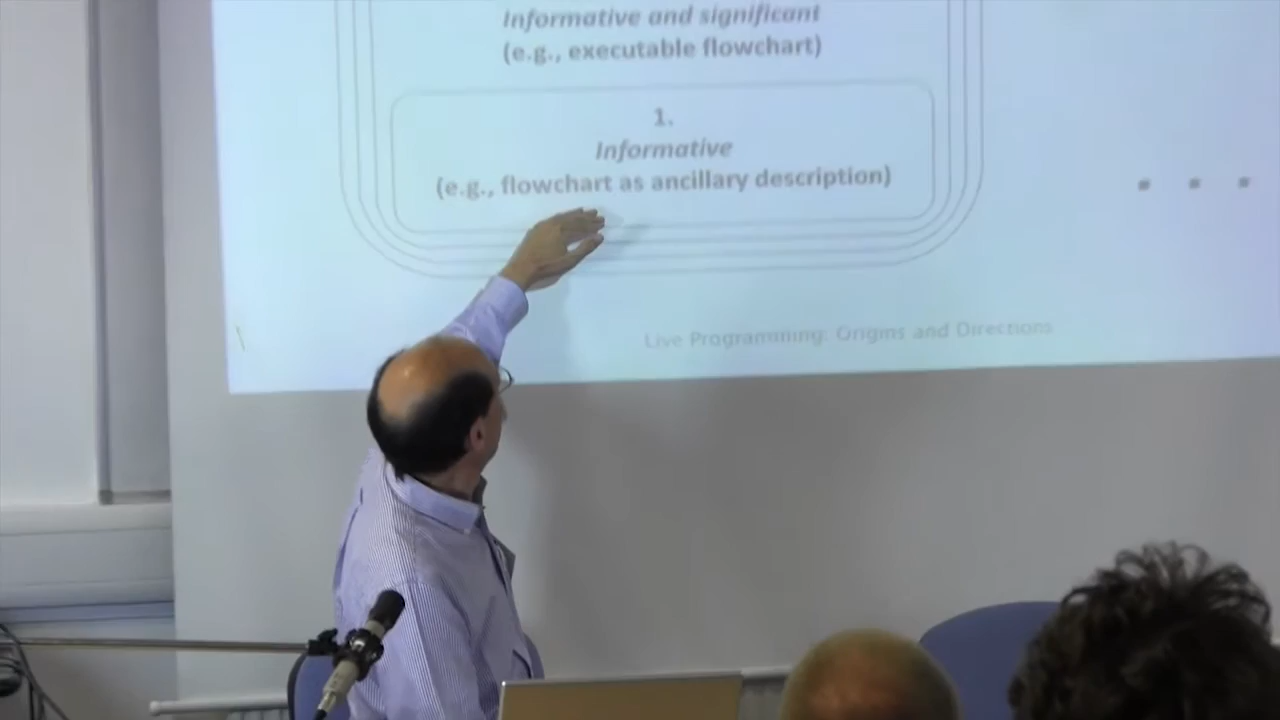 Informative and significant
(e.g., executable flowchart)
1.
Informative
(e.g., flowchart as ancillary description)
. . .
Live Programming: Origins and Directions